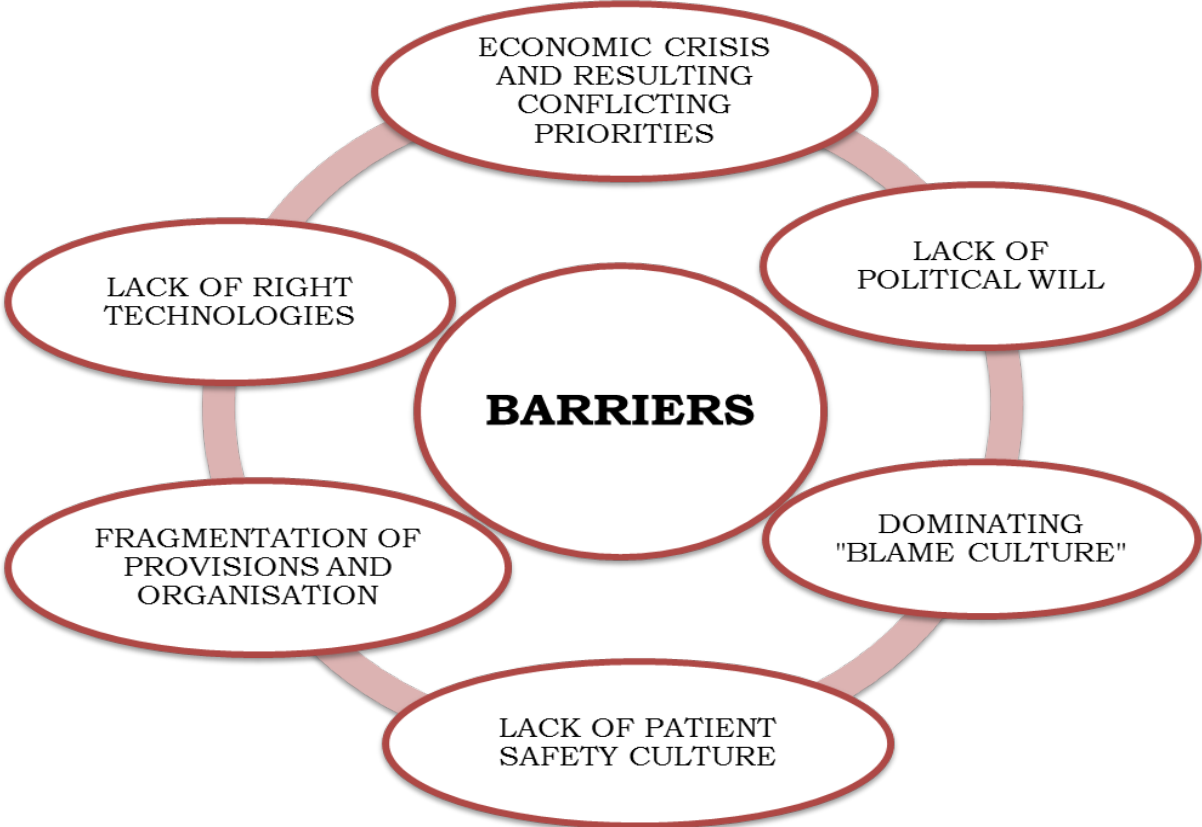 ECONOMIC CRISIS
AND RESULTING
CONFLICTING
PRIORITIES
LACK OF
POLITICAL WILL
DOMINATING
"BLAME CULTURE"
LACK OF PATIENT
SAFETY CULTURE
FRAGMENTATION OF
PROVISIONS AND
ORGANISATION
LACK OF RIGHT
TECHNOLOGIES
BARRIERS